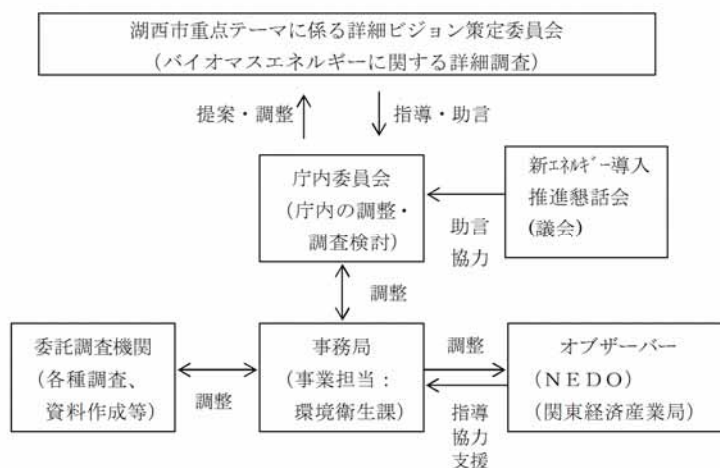 湖西市重点テーマに係る詳細ビジョン策定委員会
(バイオマスエネルギーに関する詳細調査)
提案・調整
指導・助言
庁内委員会
(庁内の調整・
調査検討)
新エネルギー導入
推進懇話会
(議会)
助言
協力
調整
委託調査機関
(各種調査、
資料作成等)
調整
事務局
(事業担当：
環境衛生課)
調整
指導
協力
支援
オブザーバー
(ＮＥＤＯ)
(関東経済産業局)